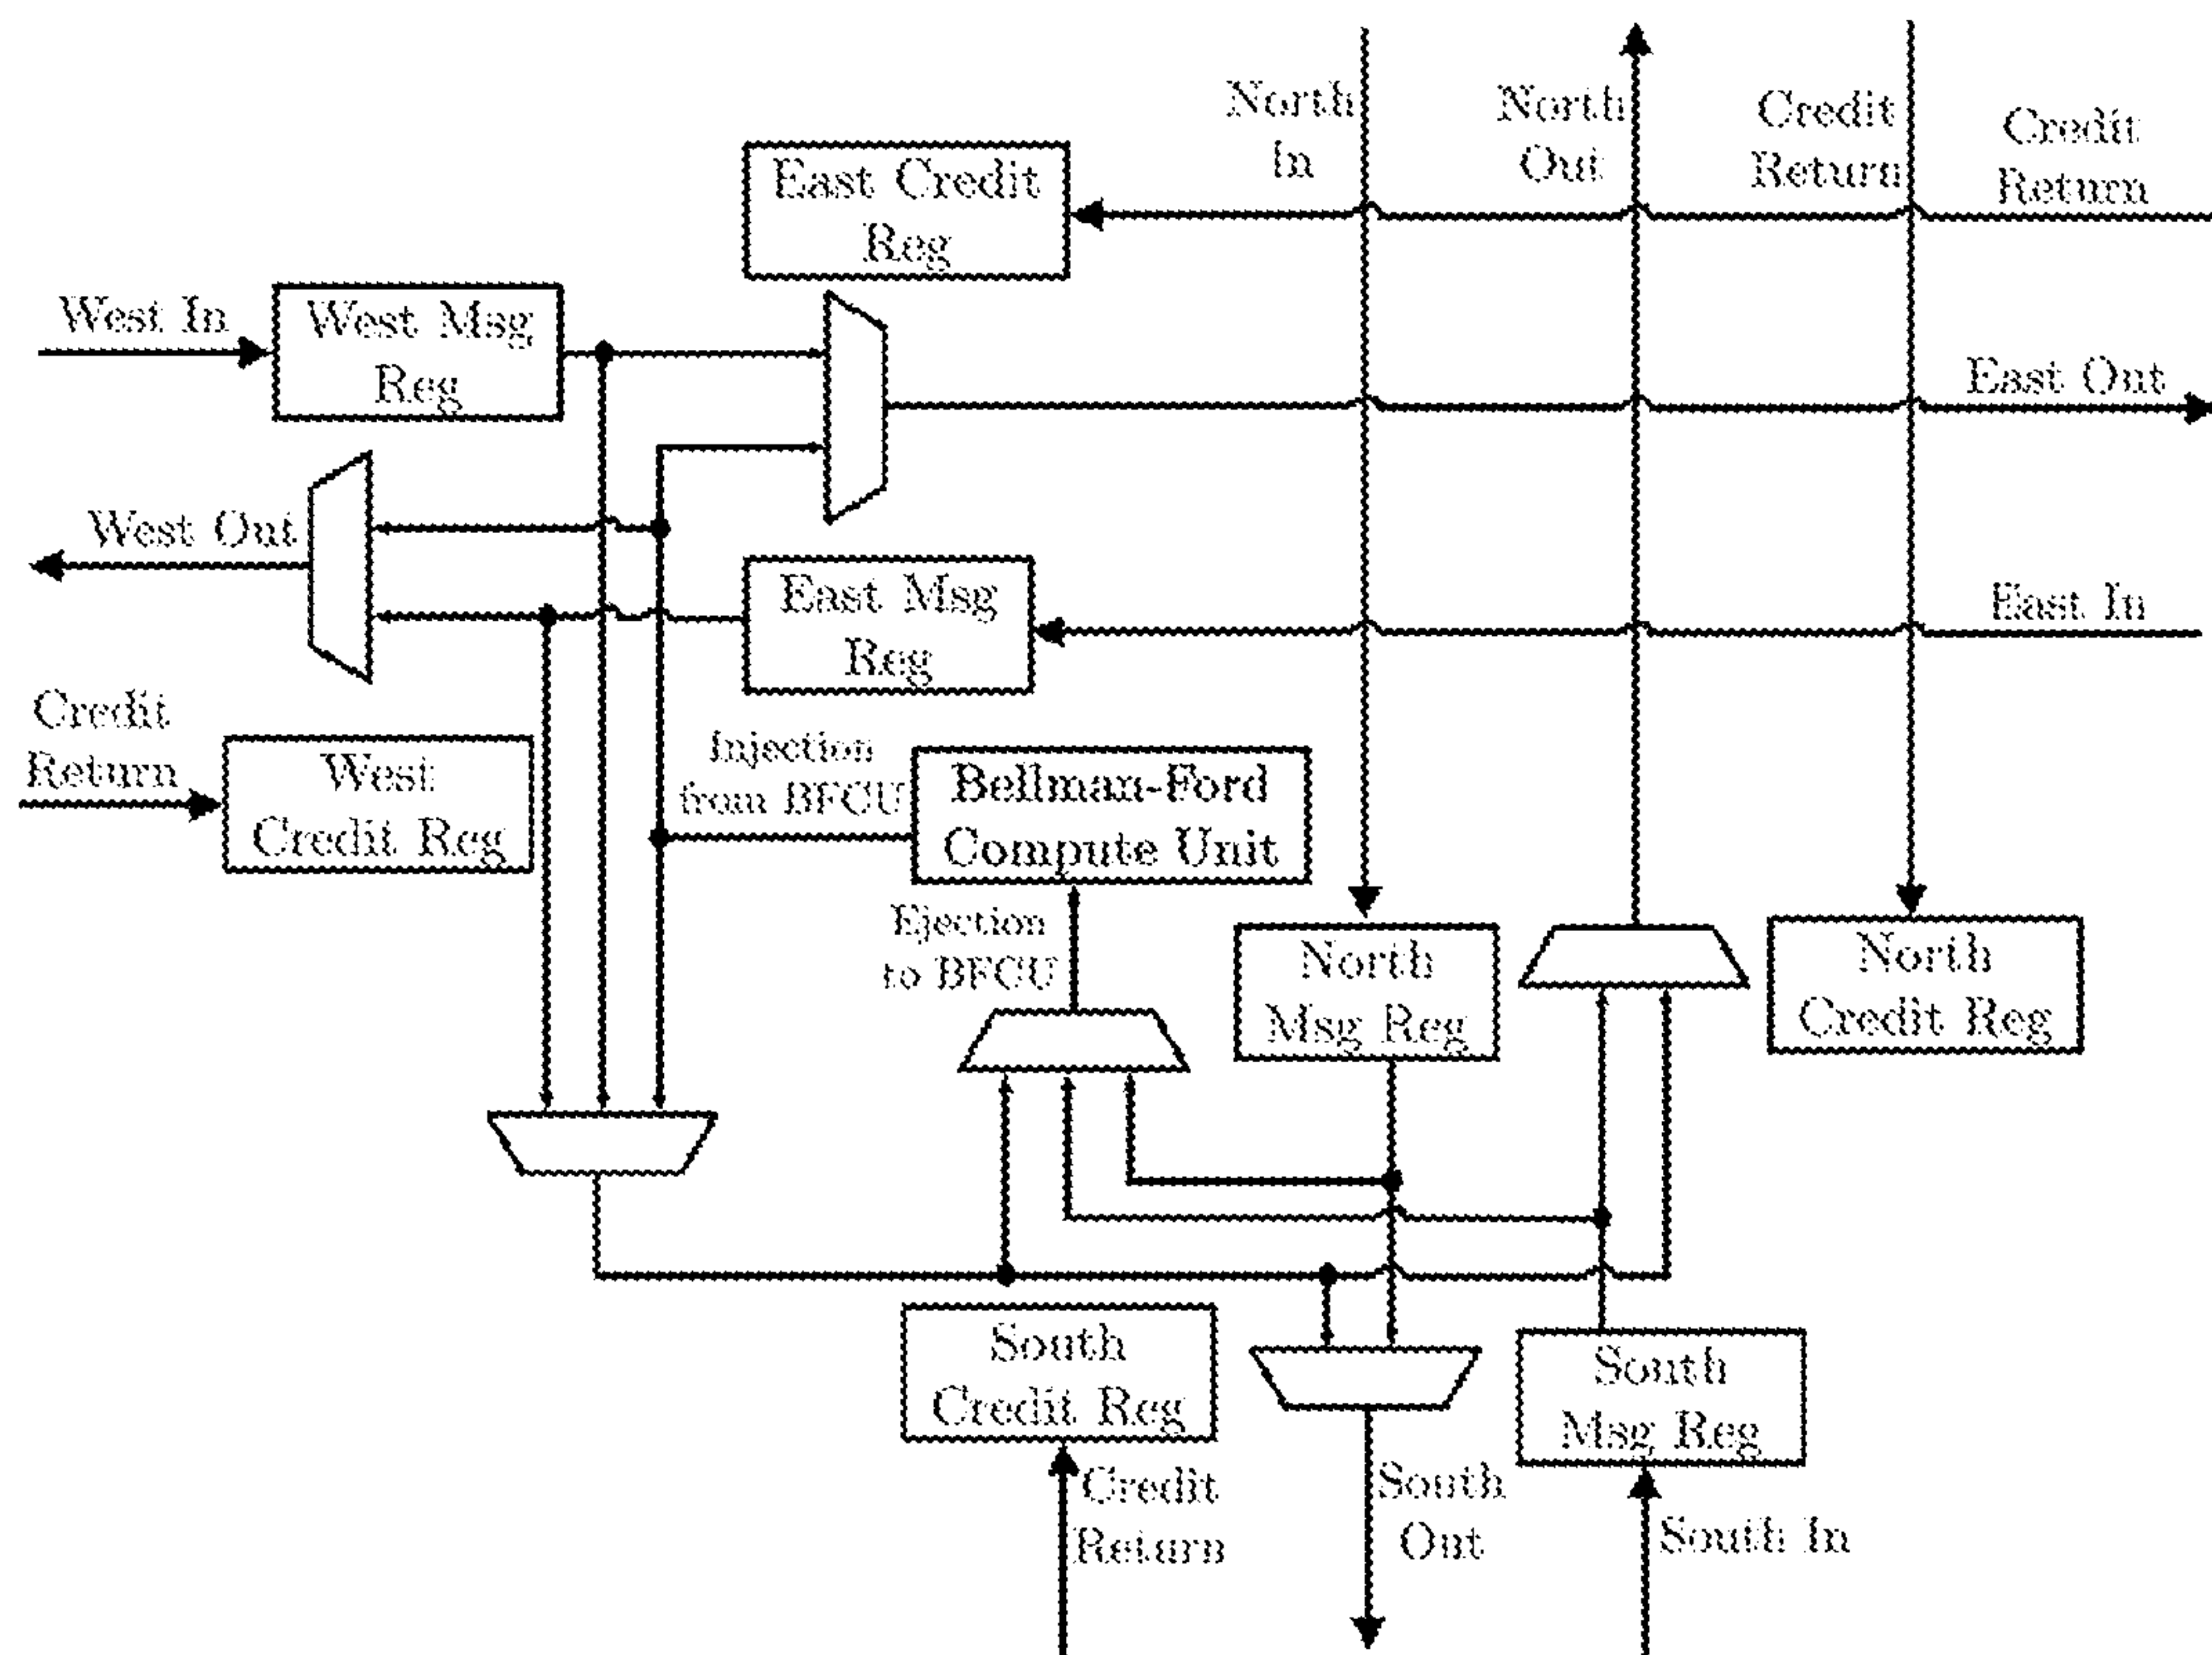 North
In
North
Out
Credit
Return
Credit
Return
East Credit
Reg
West In
West Msg
Reg
East Out
West Out
East Msg
Reg
East In
Credit
Return
West
Credit Reg
Injection
from BFCU
Bellman-Ford
Compute Unit
Ejection
to BFCU
North
Msg Reg
North
Credit Reg
South
Credit Reg
South
Msg Reg
Credit
Return
South
Out
South In